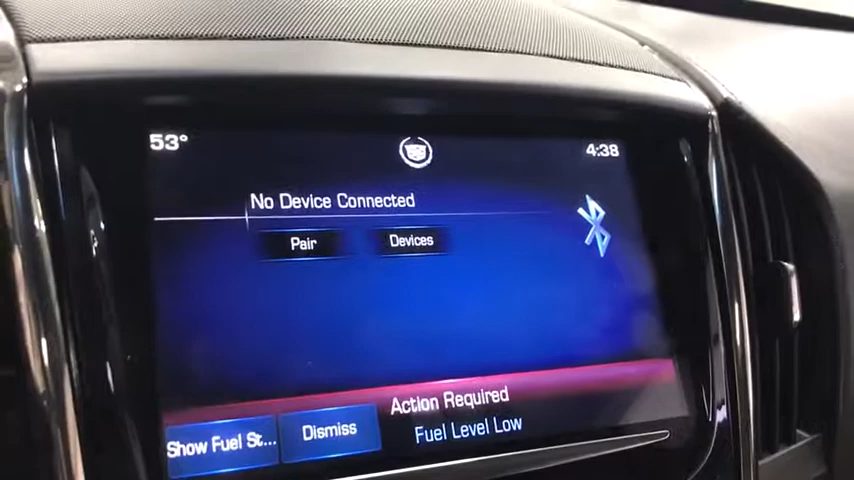 53°
4:38
No Device Connected
Pair
Devices
Action Required
Show Fuel St...
Dismiss
Fuel Level Low